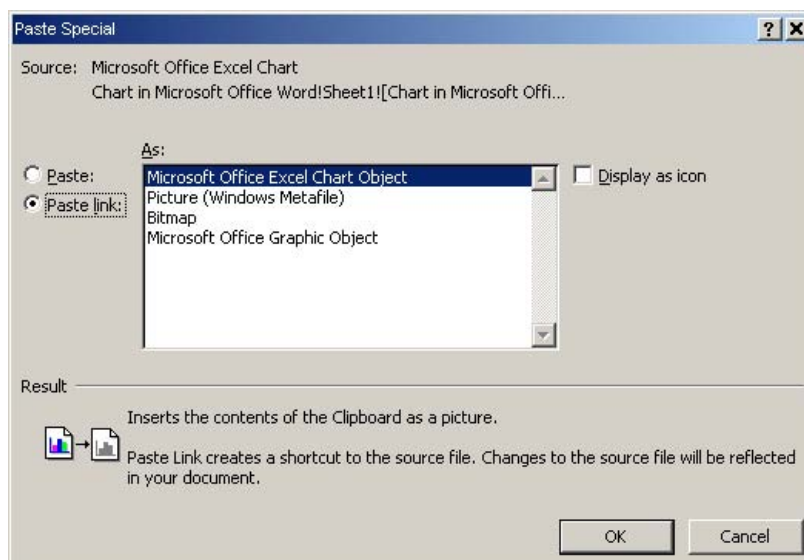 Paste Special
Source: Microsoft Office Excel Chart
Chart in Microsoft Office Word!Sheet1![Chart in Microsoft Offi...
As:
Paste:
Paste link:
Microsoft Office Excel Chart Object
Picture (Windows Metafile)
Bitmap
Microsoft Office Graphic Object
Display as icon
Result
Inserts the contents of the Clipboard as a picture.
Paste Link creates a shortcut to the source file. Changes to the source file will be reflected
in your document.
OK
Cancel